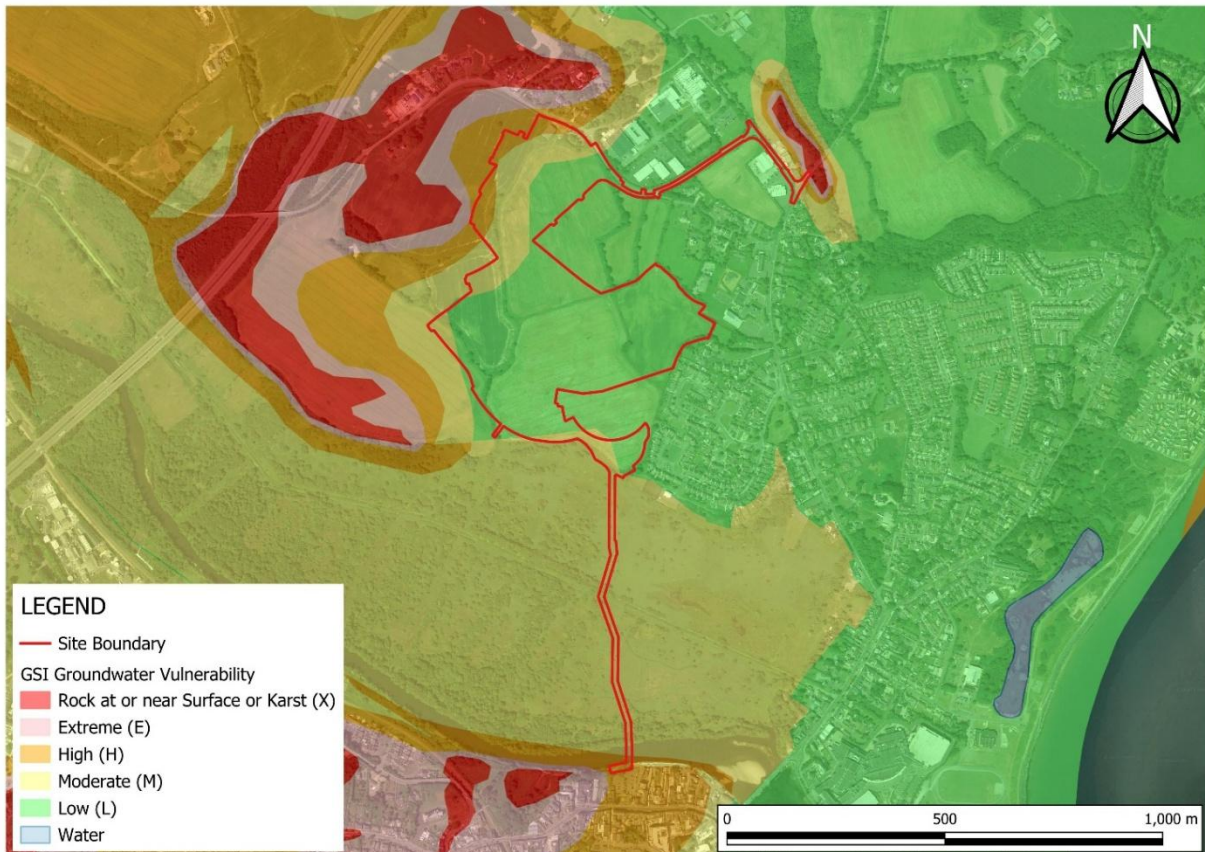 N
LEGEND
Site Boundary
GSI Groundwater Vulnerability
Rock at or near Surface or Karst (X)
Extreme (E)
High (H)
Moderate (M)
Low (L)
Water
0 500 1,000 m